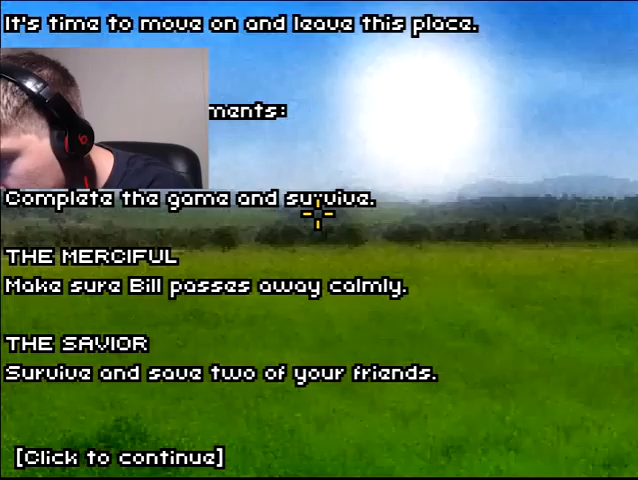 It's time to move on and leave this place.
ments:
Complete the game and survive.
THE MERCIFUL
Make sure Bill passes away calmly.
THE SAVIOR
Survive and save two of your friends.
[Click to continue]